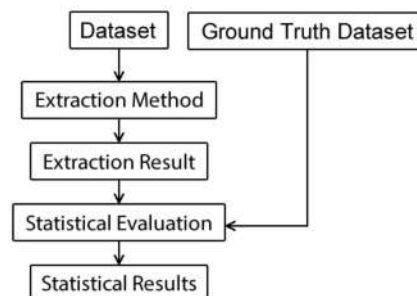 Dataset
Ground Truth Dataset
Extraction Method
Extraction Result
Statistical Evaluation
Statistical Results